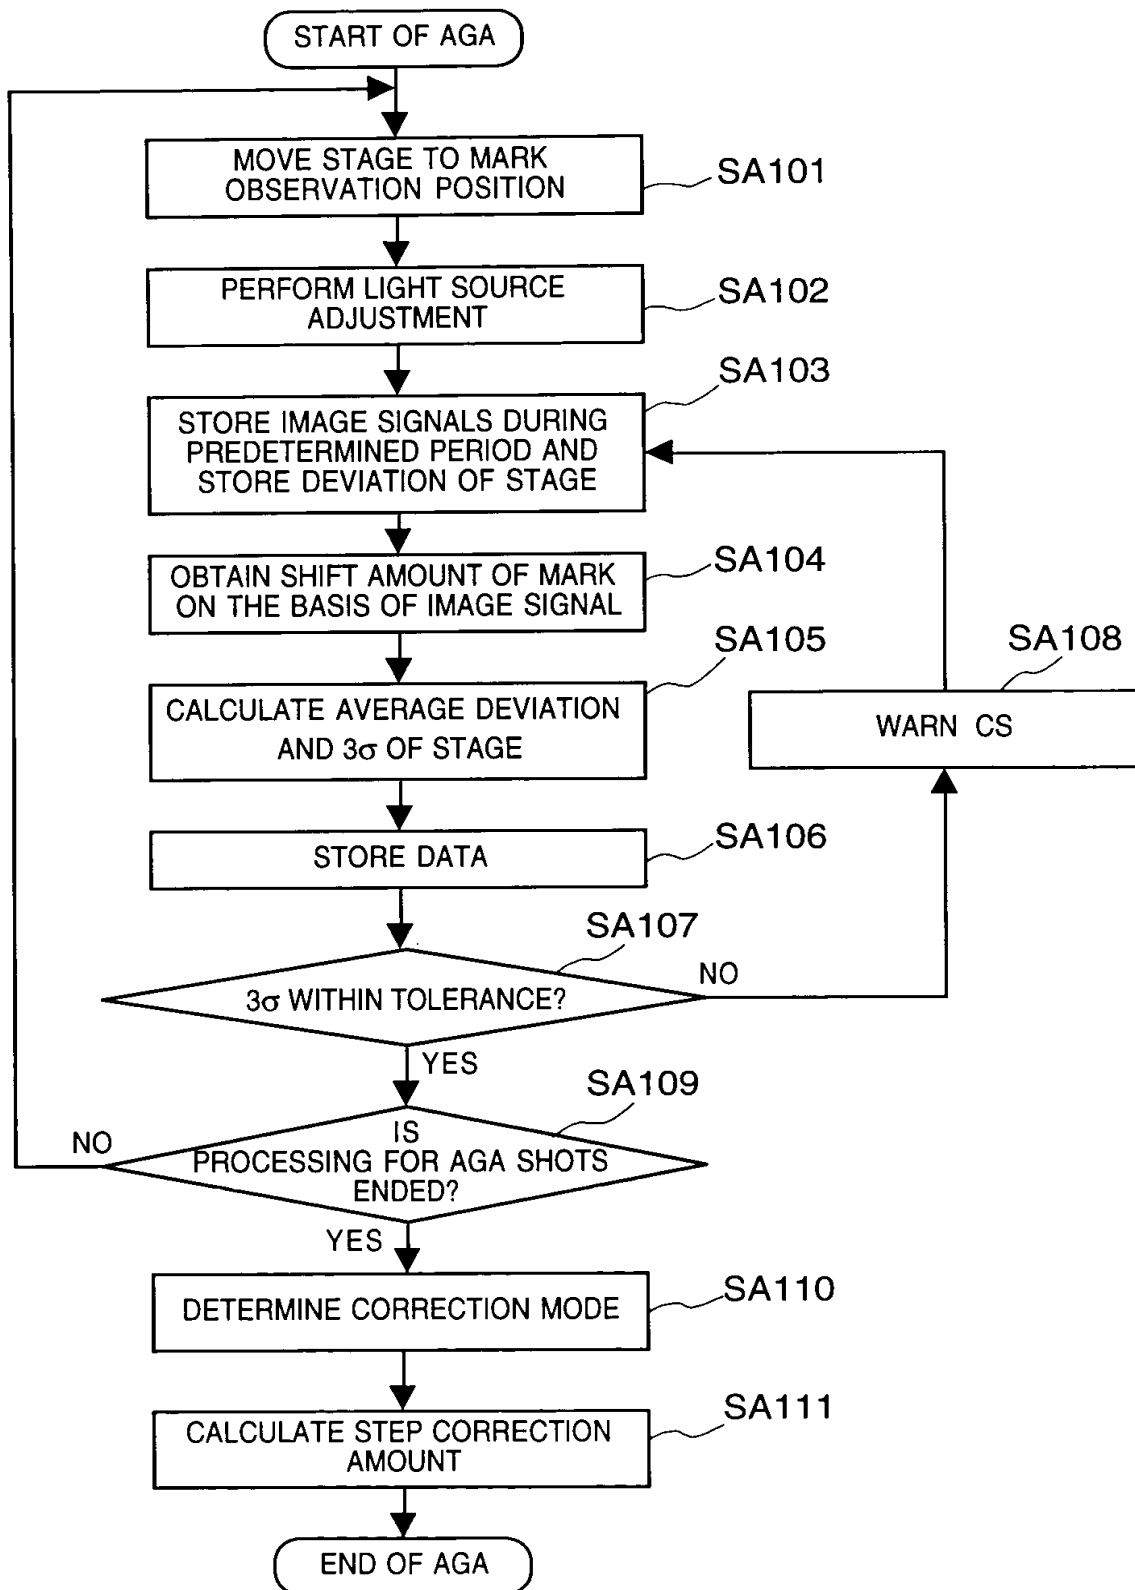 START OF AGA
MOVE STAGE TO MARK
OBSERVATION POSITION
SA101
PERFORM LIGHT SOURCE
ADJUSTMENT
SA102
STORE IMAGE SIGNALS DURING
PREDETERMINED PERIOD AND
STORE DEVIATION OF STAGE
SA103
OBTAIN SHIFT AMOUNT OF MARK
ON THE BASIS OF IMAGE SIGNAL
SA104
CALCULATE AVERAGE DEVIATION
AND 3σ OF STAGE
SA105
WARN CS
SA108
STORE DATA
SA106
3σ WITHIN TOLERANCE?
SA107
NO
YES
IS
PROCESSING FOR AGA SHOTS
ENDED?
SA109
NO
YES
DETERMINE CORRECTION MODE
SA110
CALCULATE STEP CORRECTION
AMOUNT
SA111
END OF AGA